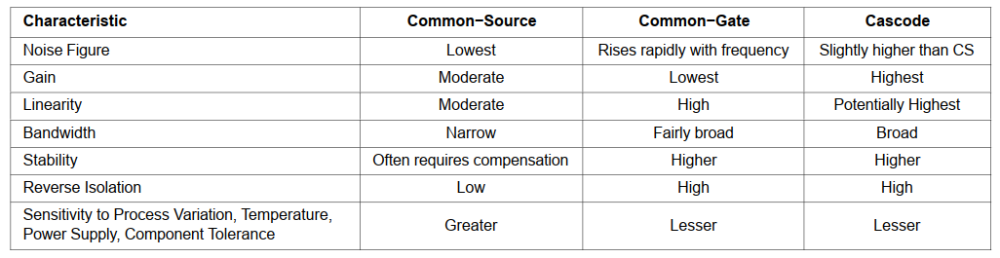 Characteristic Common−Source Common−Gate Cascode
Noise Figure Lowest Rises rapidly with frequency Slightly higher than CS
Gain Moderate Lowest Highest
Linearity Moderate High Potentially Highest
Bandwidth Narrow Fairly broad Broad
Stability Often requires compensation Higher Higher
Reverse Isolation Low High High
Sensitivity to Process Variation, Temperature,
Power Supply, Component Tolerance Greater Lesser Lesser